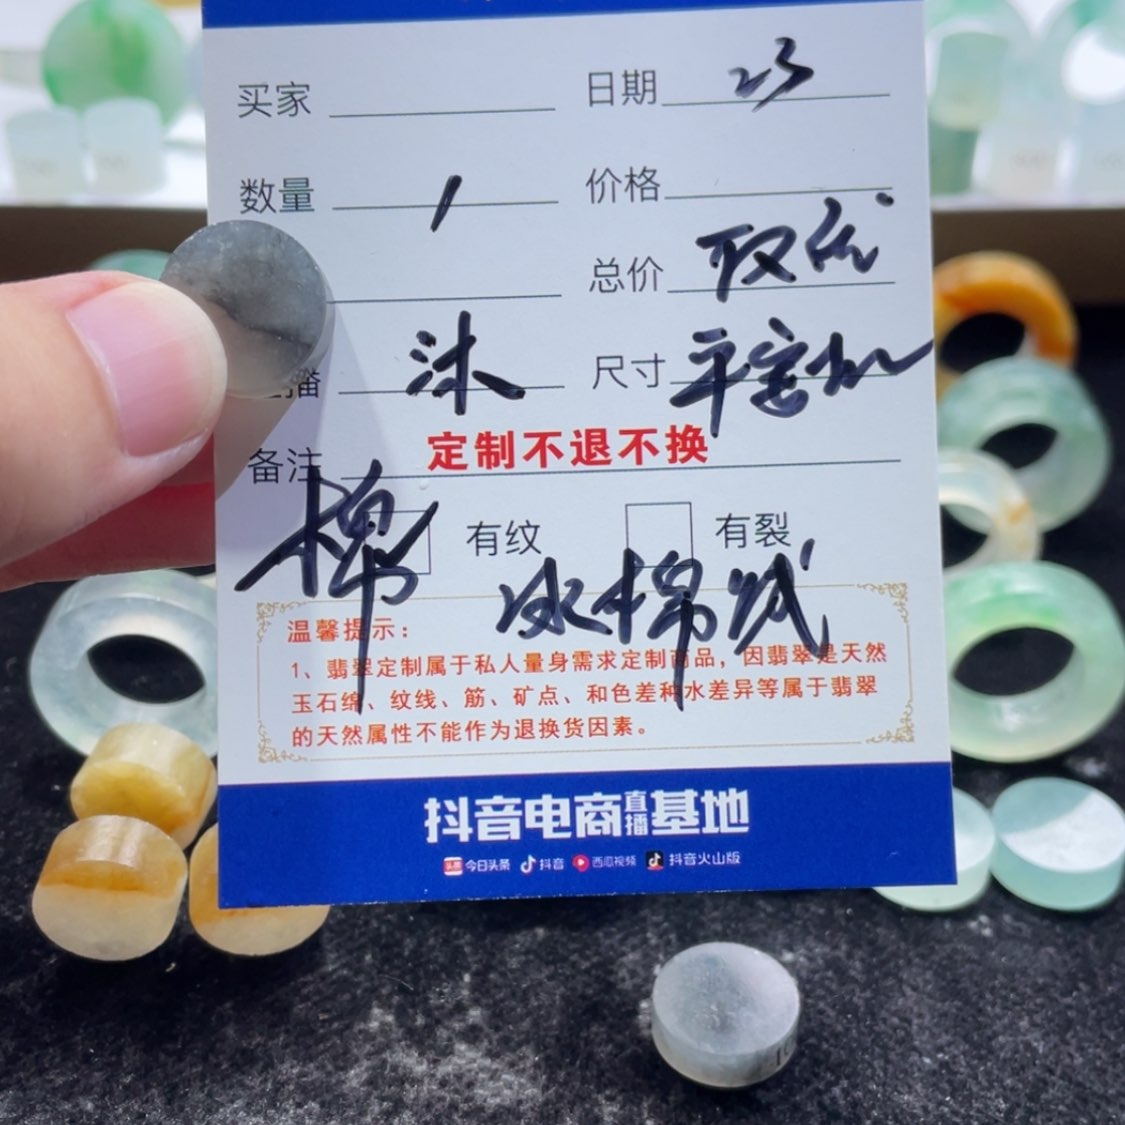 买家 日期 23
数量 1 价格
总价 取优
播 沐 尺寸 平安扣
定制不退不换
备注
棉 有纹 有裂
冰棉线
温馨提示：
1、翡翠定制属于私人量身需求定制商品，因翡翠是天然
玉石绵、纹线、筋、矿点、和色差种水差异等属于翡翠
的天然属性不能作为退换货因素。
抖音电商直播基地
头条 今日头条 抖音 西瓜视频 抖音火山版